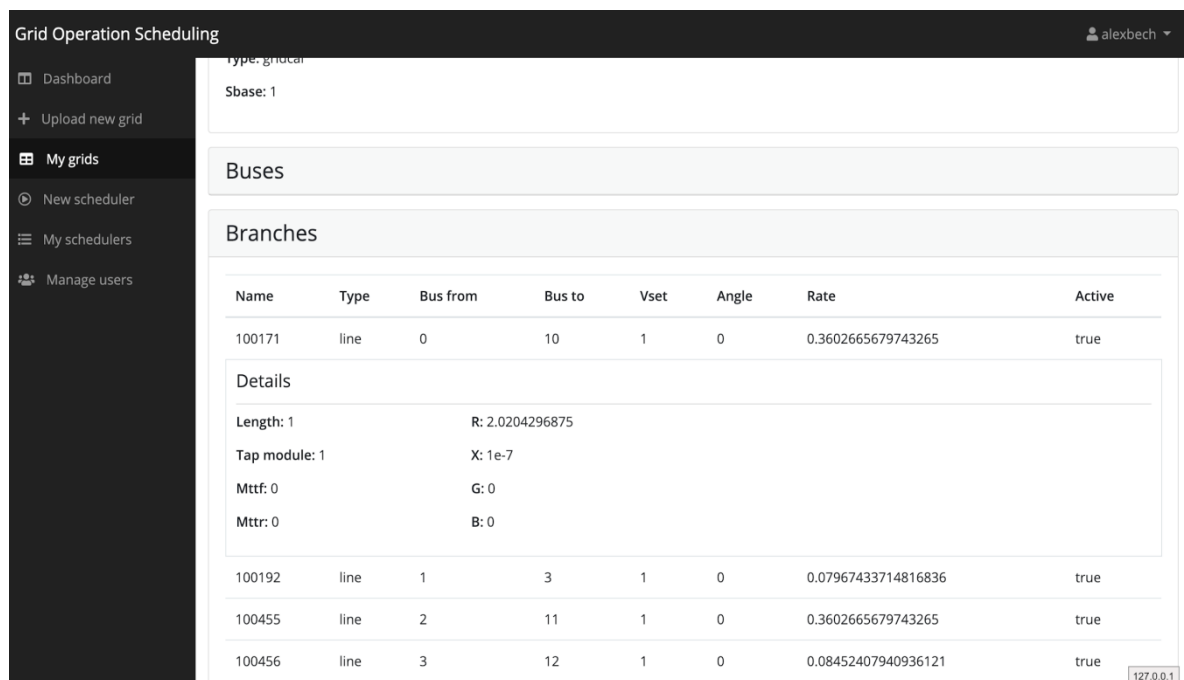 Grid Operation Scheduling
alexbech
Dashboard
Upload new grid
My grids
New scheduler
My schedulers
Manage users
Type: gridcal
Sbase: 1
Buses
Branches
Name Type Bus from Bus to Vset Angle Rate Active
100171 line 0 10 1 0 0.3602665679743265 true
Details
Length: 1 R: 2.0204296875
Tap module: 1 X: 1e-7
Mttf: 0 G: 0
Mttr: 0 B: 0
100192 line 1 3 1 0 0.07967433714816836 true
100455 line 2 11 1 0 0.3602665679743265 true
100456 line 3 12 1 0 0.08452407940936121 true
127.0.0.1